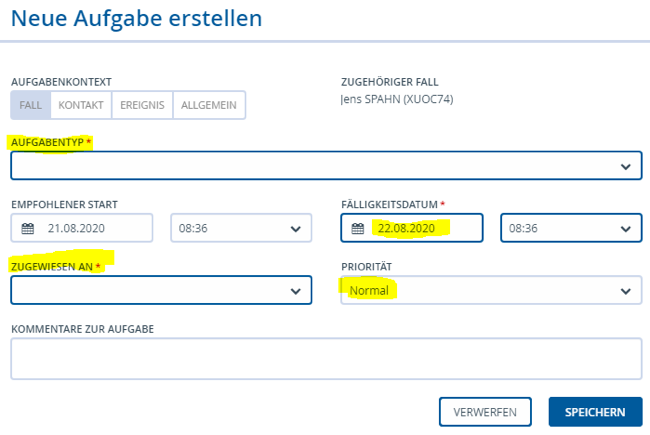 Neue Aufgabe erstellen
AUFGABENKONTEXT
FALL KONTAKT EREIGNIS ALLGEMEIN
ZUGEHÖRIGER FALL
Jens SPAHN (XUOC74)
AUFGABENTYP *
EMPFOHLENER START
21.08.2020 08:36
FÄLLIGKEITSDATUM *
22.08.2020 08:36
ZUGEWIESEN AN *
PRIORITÄT
Normal
KOMMENTARE ZUR AUFGABE
VERWERFEN SPEICHERN